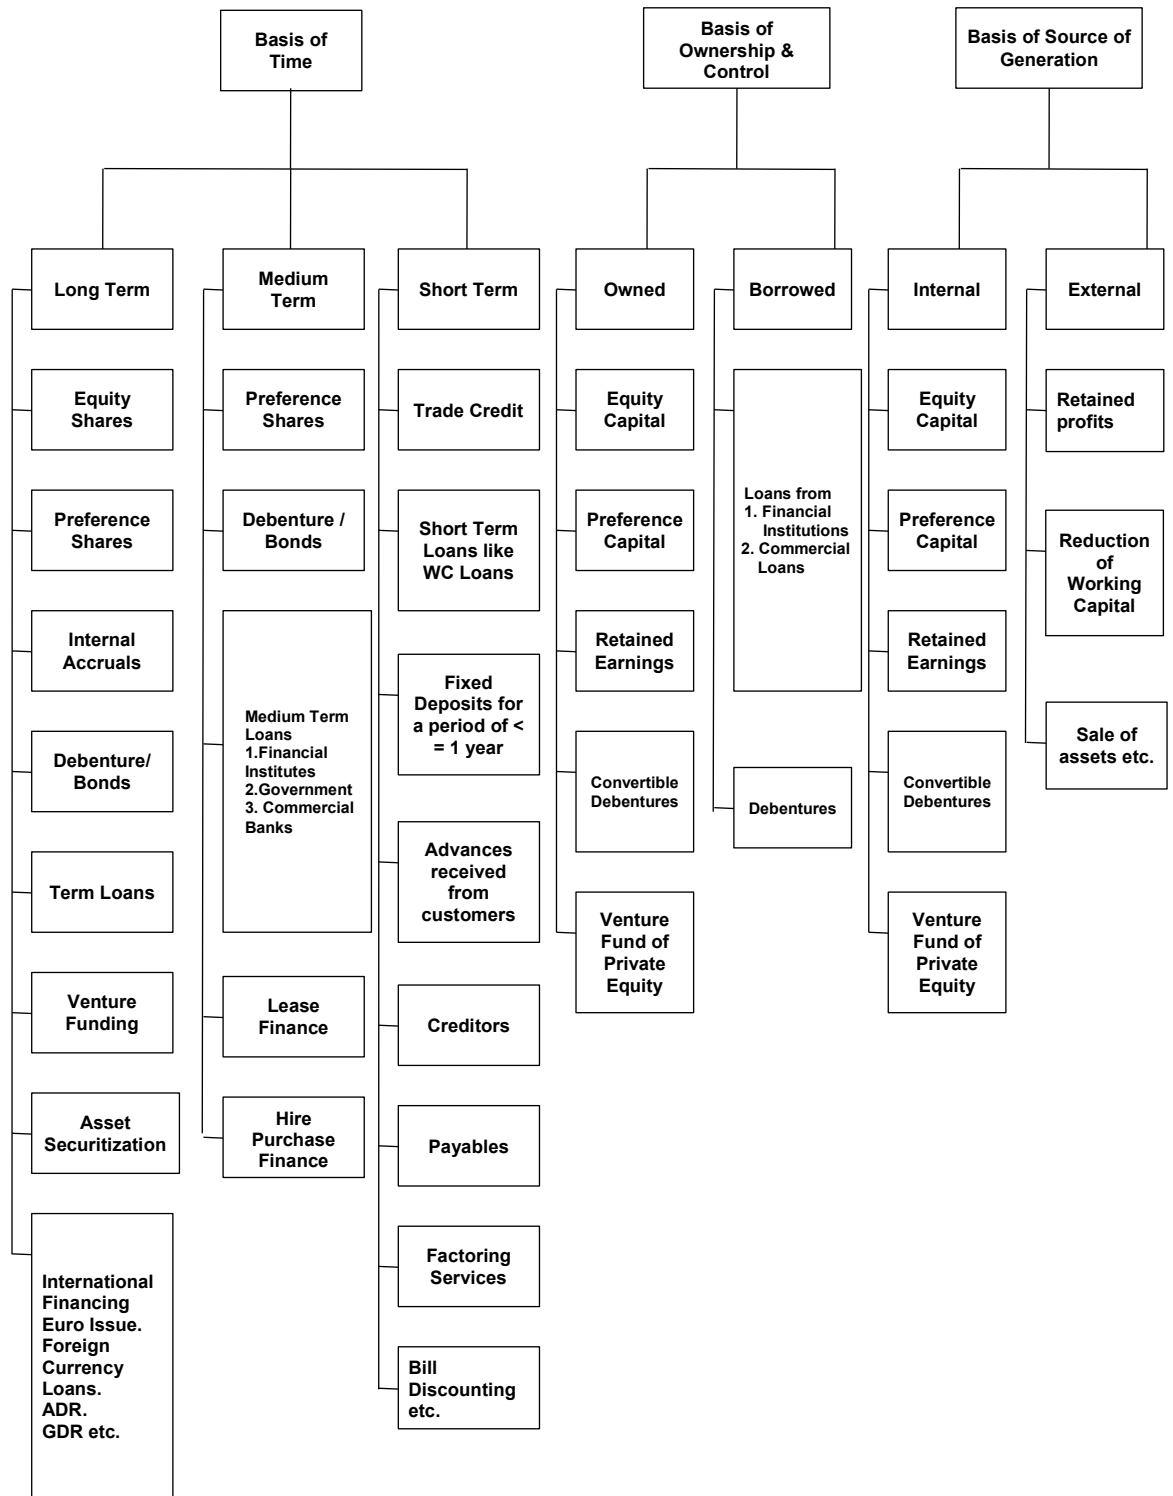 Basis of
Time
Basis of
Ownership &
Control
Basis of Source of
Generation
Long Term
Medium
Term
Short Term
Owned
Borrowed
Internal
External
Equity
Shares
Preference
Shares
Internal
Accruals
Debenture/
Bonds
Term Loans
Venture
Funding
Asset
Securitization
International
Financing
Euro Issue.
Foreign
Currency
Loans.
ADR.
GDR etc.
Preference
Shares
Debenture /
Bonds
Medium Term
Loans
1.Financial
Institutes
2.Government
3. Commercial
Banks
Lease
Finance
Hire
Purchase
Finance
Trade Credit
Short Term
Loans like
WC Loans
Fixed
Deposits for
a period of <
= 1 year
Advances
received
from
customers
Creditors
Payables
Factoring
Services
Bill
Discounting
etc.
Equity
Capital
Preference
Capital
Retained
Earnings
Convertible
Debentures
Venture
Fund of
Private
Equity
Loans from
1. Financial
Institutions
2. Commercial
Loans
Debentures
Equity
Capital
Preference
Capital
Retained
Earnings
Convertible
Debentures
Venture
Fund of
Private
Equity
Retained
profits
Reduction
of
Working
Capital
Sale of
assets etc.